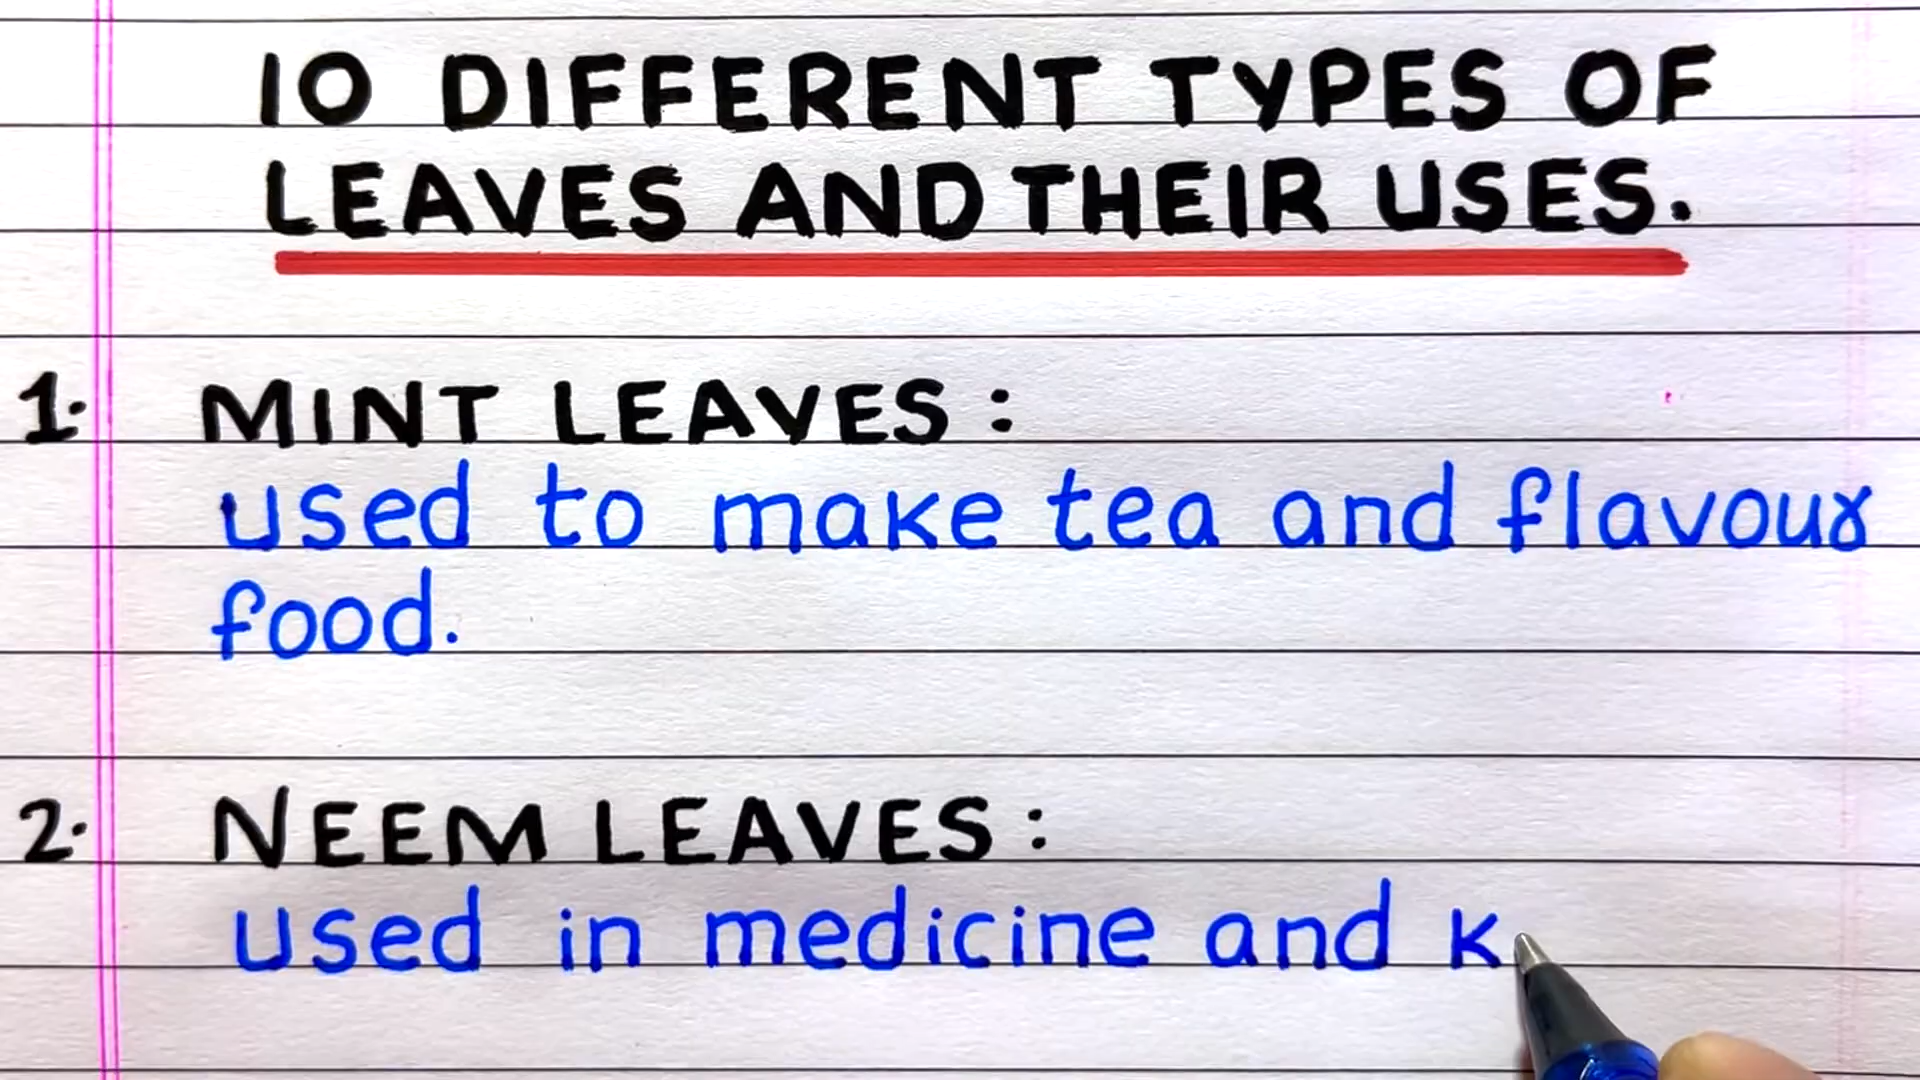 10 DIFFERENT TYPES OF
LEAVES AND THEIR USES.
1. MINT LEAVES :
used to make tea and flavour
food.
2. NEEM LEAVES :
used in medicine and k